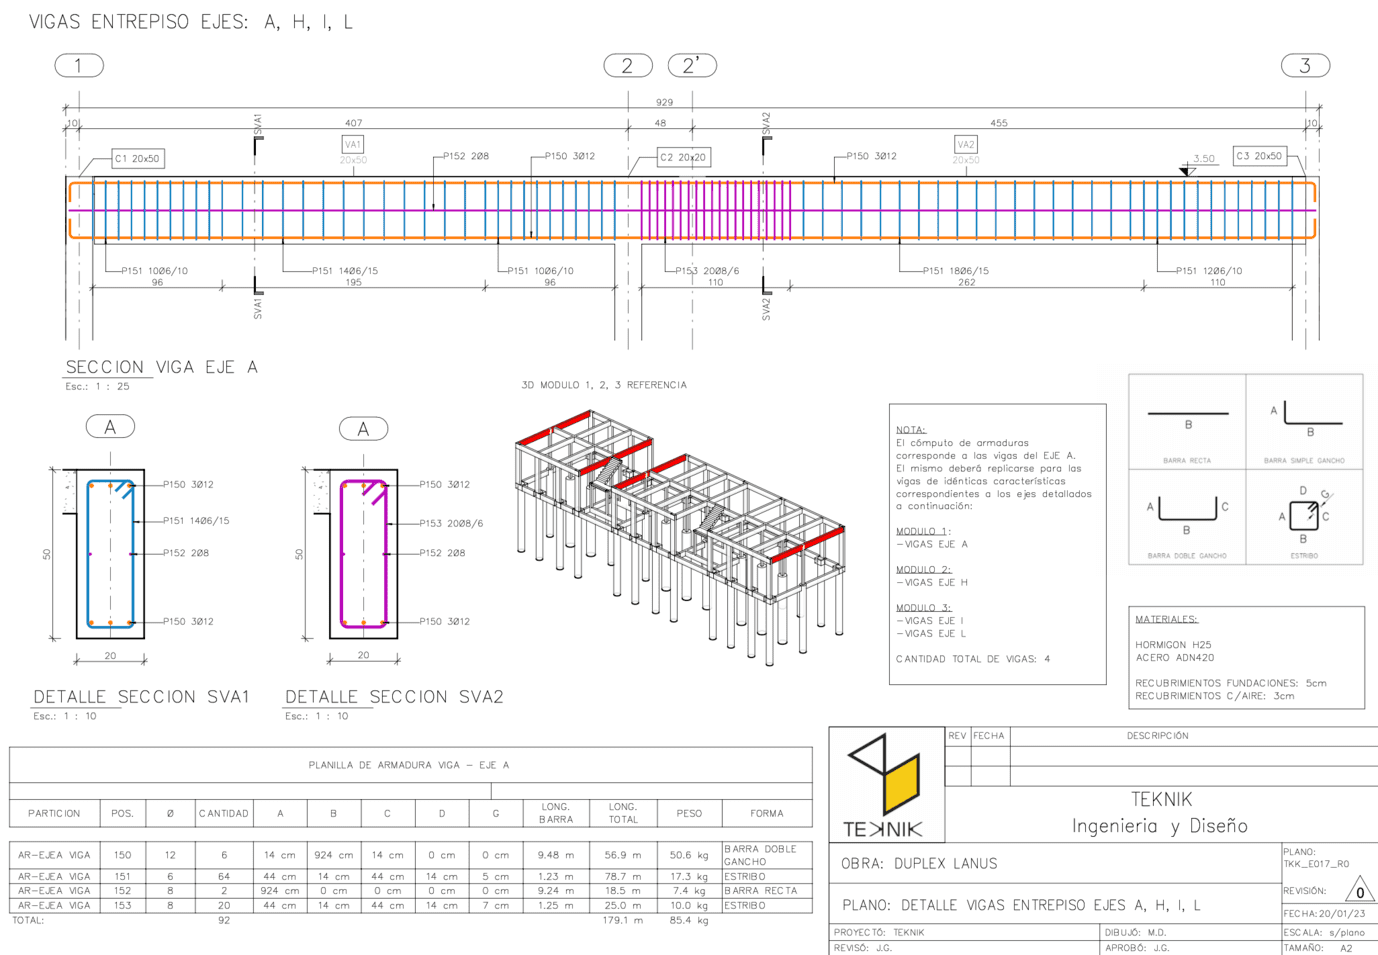 VIGAS ENTREPISO EJES: A, H, I, L
1
2
2'
3
929
10
407
48
455
10
SVA1
SVA2
VA1
20x50
VA2
20x50
C1 20x50
P152 2Ø8
P150 3Ø12
C2 20x20
P150 3Ø12
3.50
C3 20x50
P151 10Ø6/10
P151 14Ø6/15
P151 10Ø6/10
P153 20Ø8/6
P151 18Ø6/15
P151 12Ø6/10
96
195
96
110
262
110
SVA1
SVA2
SECCION VIGA EJE A
Esc.: 1 : 25
A
P150 3Ø12
P151 14Ø6/15
P152 2Ø8
P150 3Ø12
50
20
DETALLE SECCION SVA1
Esc.: 1 : 10
A
P150 3Ø12
P153 20Ø8/6
P152 2Ø8
P150 3Ø12
50
20
DETALLE SECCION SVA2
Esc.: 1 : 10
3D MODULO 1, 2, 3 REFERENCIA
NOTA:
El cómputo de armaduras
corresponde a las vigas del EJE A.
El mismo deberá replicarse para las
vigas de idénticas características
correspondientes a los ejes detallados
a continuación:
MODULO 1:
-VIGAS EJE A
MODULO 2:
-VIGAS EJE H
MODULO 3:
-VIGAS EJE I
-VIGAS EJE L
CANTIDAD TOTAL DE VIGAS: 4
B
BARRA RECTA
A
B
BARRA SIMPLE GANCHO
A
C
B
BARRA DOBLE GANCHO
D
G
A
C
B
ESTRIBO
MATERIALES:
HORMIGON H25
ACERO ADN420
RECUBRIMIENTOS FUNDACIONES: 5cm
RECUBRIMIENTOS C/AIRE: 3cm
PLANILLA DE ARMADURA VIGA - EJE A
PARTICION POS. Ø CANTIDAD A B C D G LONG. BARRA LONG. TOTAL PESO FORMA
AR-EJEA VIGA 150 12 6 14 cm 924 cm 14 cm 0 cm 0 cm 9.48 m 56.9 m 50.6 kg BARRA DOBLE GANCHO
AR-EJEA VIGA 151 6 64 44 cm 14 cm 44 cm 14 cm 5 cm 1.23 m 78.7 m 17.3 kg ESTRIBO
AR-EJEA VIGA 152 8 2 924 cm 0 cm 0 cm 0 cm 0 cm 9.24 m 18.5 m 7.4 kg BARRA RECTA
AR-EJEA VIGA 153 8 20 44 cm 14 cm 44 cm 14 cm 7 cm 1.25 m 25.0 m 10.0 kg ESTRIBO
TOTAL: 92 179.1 m 85.4 kg
TEKNIK
REV FECHA DESCRIPCIÓN
TEKNIK
Ingenieria y Diseño
OBRA: DUPLEX LANUS
PLANO:
TKK_E017_R0
REVISIÓN: 0
PLANO: DETALLE VIGAS ENTREPISO EJES A, H, I, L
FECHA: 20/01/23
PROYECTÓ: TEKNIK
DIBUJÓ: M.D.
ESCALA: s/plano
REVISÓ: J.G.
APROBÓ: J.G.
TAMAÑO: A2